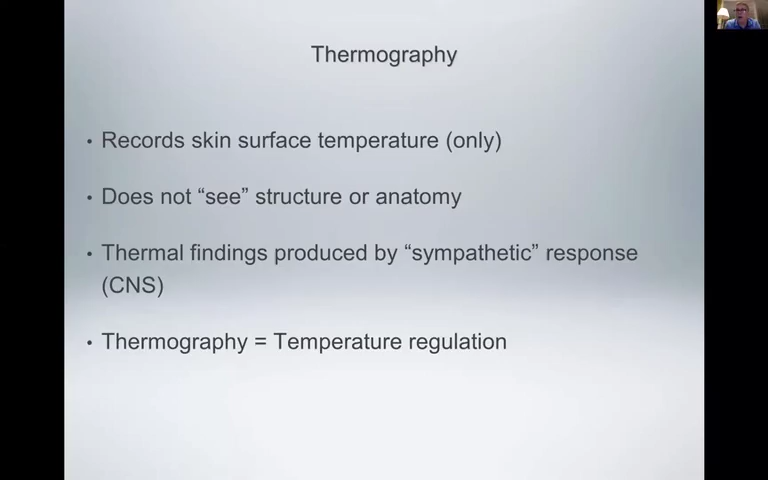 Thermography
• Records skin surface temperature (only)
• Does not “see” structure or anatomy
• Thermal findings produced by “sympathetic” response
(CNS)
• Thermography = Temperature regulation